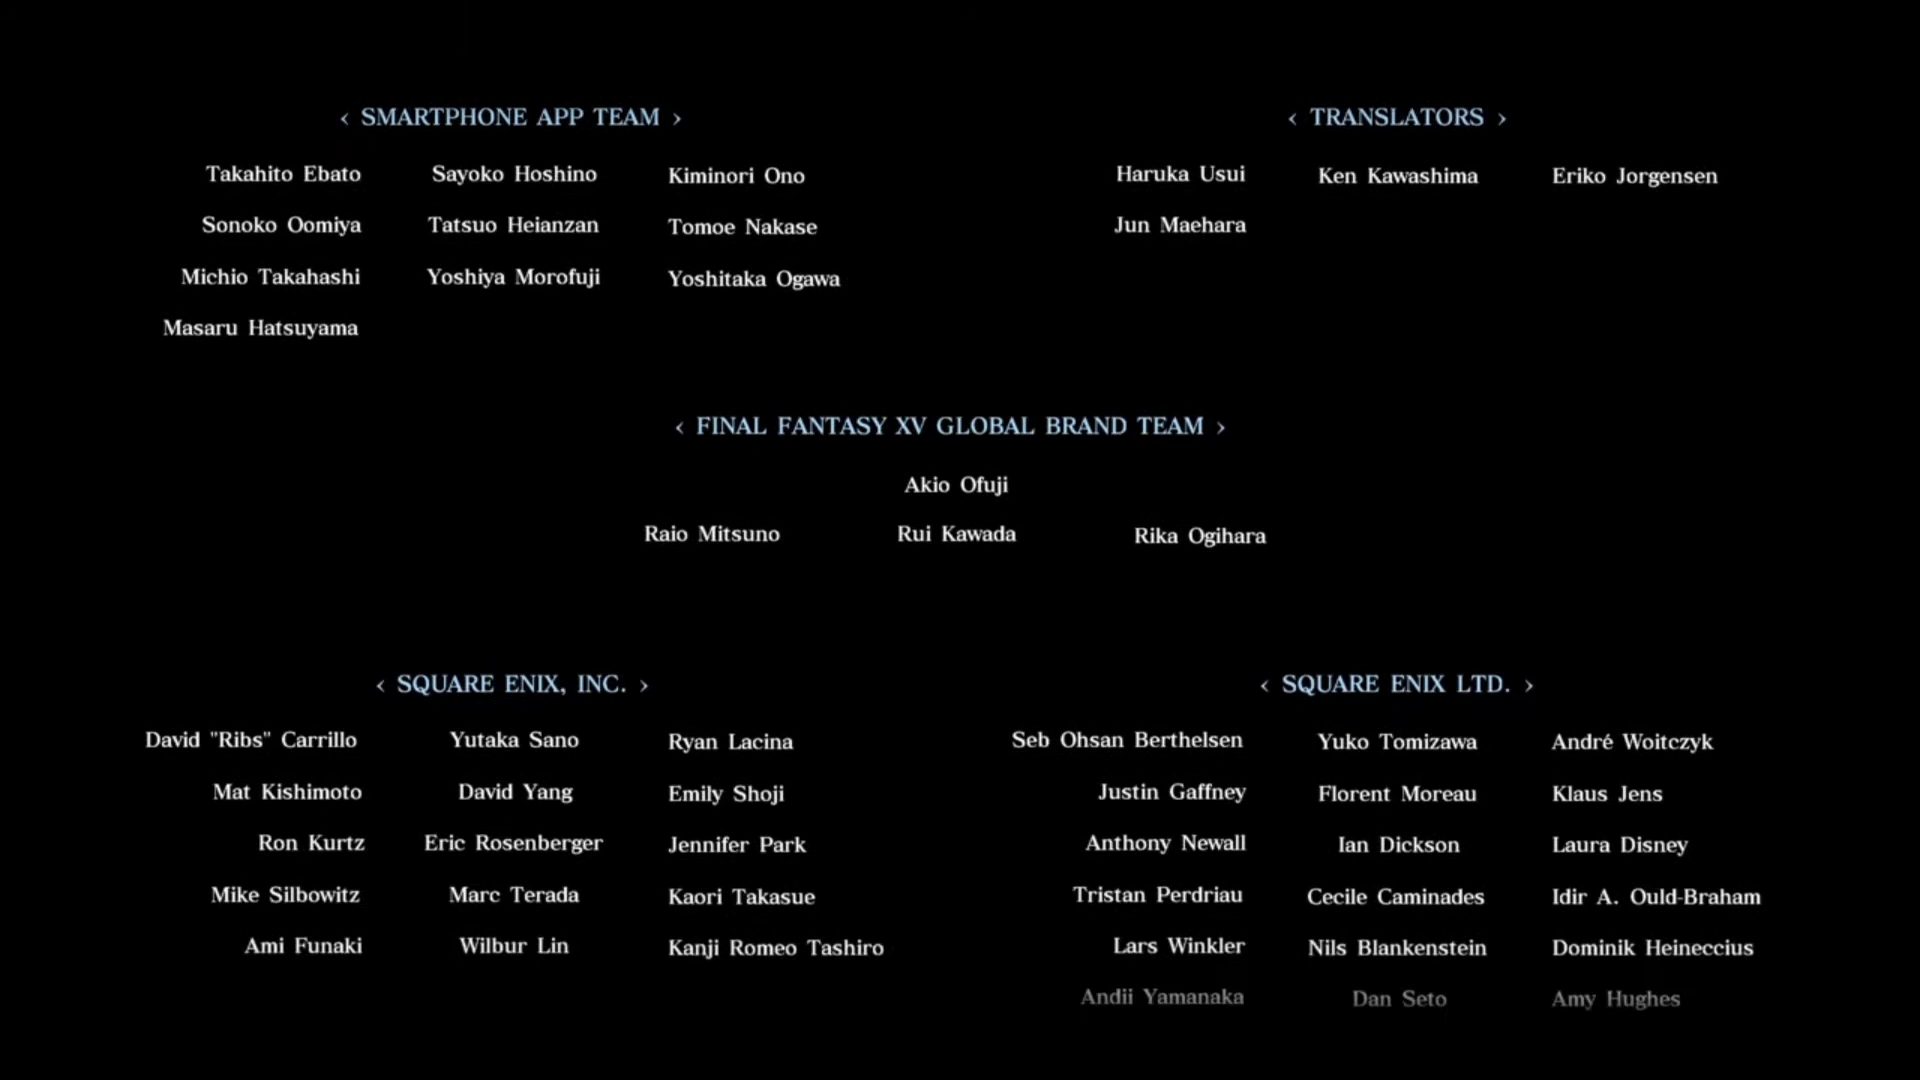 ‹ SMARTPHONE APP TEAM ›
Takahito Ebato Sayoko Hoshino Kiminori Ono
Sonoko Oomiya Tatsuo Heianzan Tomoe Nakase
Michio Takahashi Yoshiya Morofuji Yoshitaka Ogawa
Masaru Hatsuyama
‹ TRANSLATORS ›
Haruka Usui Ken Kawashima Eriko Jorgensen
Jun Maehara
‹ FINAL FANTASY XV GLOBAL BRAND TEAM ›
Akio Ofuji
Raio Mitsuno Rui Kawada Rika Ogihara
‹ SQUARE ENIX, INC. ›
David "Ribs" Carrillo Yutaka Sano Ryan Lacina
Mat Kishimoto David Yang Emily Shoji
Ron Kurtz Eric Rosenberger Jennifer Park
Mike Silbowitz Marc Terada Kaori Takasue
Ami Funaki Wilbur Lin Kanji Romeo Tashiro
‹ SQUARE ENIX LTD. ›
Seb Ohsan Berthelsen Yuko Tomizawa André Woitczyk
Justin Gaffney Florent Moreau Klaus Jens
Anthony Newall Ian Dickson Laura Disney
Tristan Perdriau Cecile Caminades Idir A. Ould-Braham
Lars Winkler Nils Blankenstein Dominik Heineccius
Andii Yamanaka Dan Seto Amy Hughes